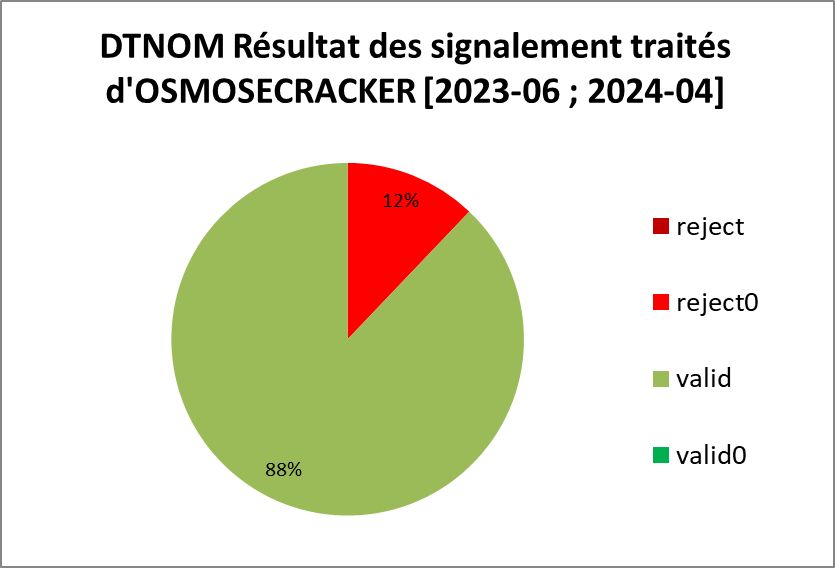 DTNOM Résultat des signalement traités
d'OSMOSECRACKER [2023-06 ; 2024-04]
12%
reject
reject0
valid
valid0
88%